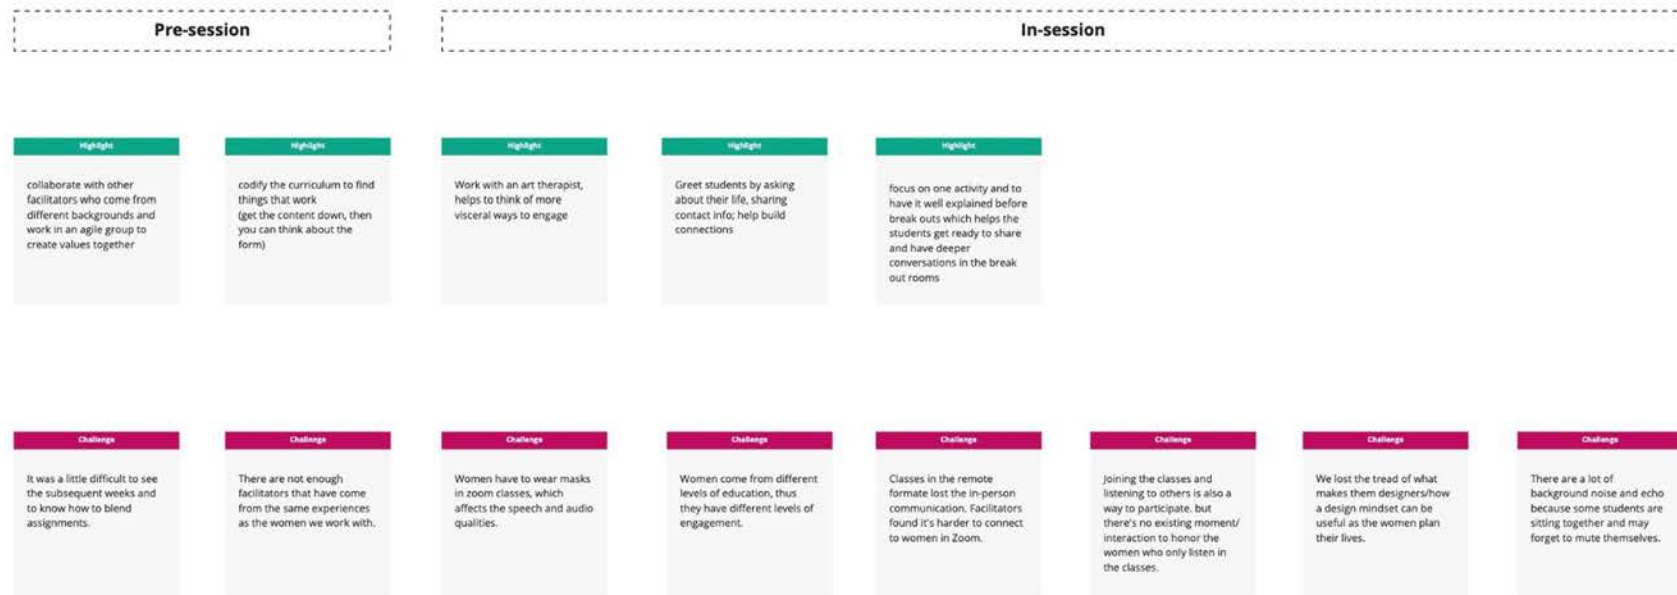 Pre-session
In-session
Highlight
collaborate with other
facilitators who come from
different backgrounds and
work in an agile group to
create values together
Highlight
codify the curriculum to find
things that work
(get the content down, then
you can think about the
form)
Highlight
Work with an art therapist,
helps to think of more
visceral ways to engage
Highlight
Greet students by asking
about their life, sharing
contact info; help build
connections
Highlight
focus on one activity and to
have it well explained before
break outs which helps the
students get ready to share
and have deeper
conversations in the break
out rooms
Challenge
It was a little difficult to see
the subsequent weeks and
to know how to blend
assignments.
Challenge
There are not enough
facilitators that have come
from the same experiences
as the women we work with.
Challenge
Women have to wear masks
in zoom classes, which
affects the speech and audio
qualities.
Challenge
Women come from different
levels of education, thus
they have different levels of
engagement.
Challenge
Classes in the remote
formate lost the in-person
communication. Facilitators
found it's harder to connect
to women in Zoom.
Challenge
Joining the classes and
listening to others is also a
way to participate. but
there's no existing moment/
interaction to honor the
women who only listen in
the classes.
Challenge
We lost the tread of what
makes them designers/how
a design mindset can be
useful as the women plan
their lives.
Challenge
There are a lot of
background noise and echo
because some students are
sitting together and may
forget to mute themselves.